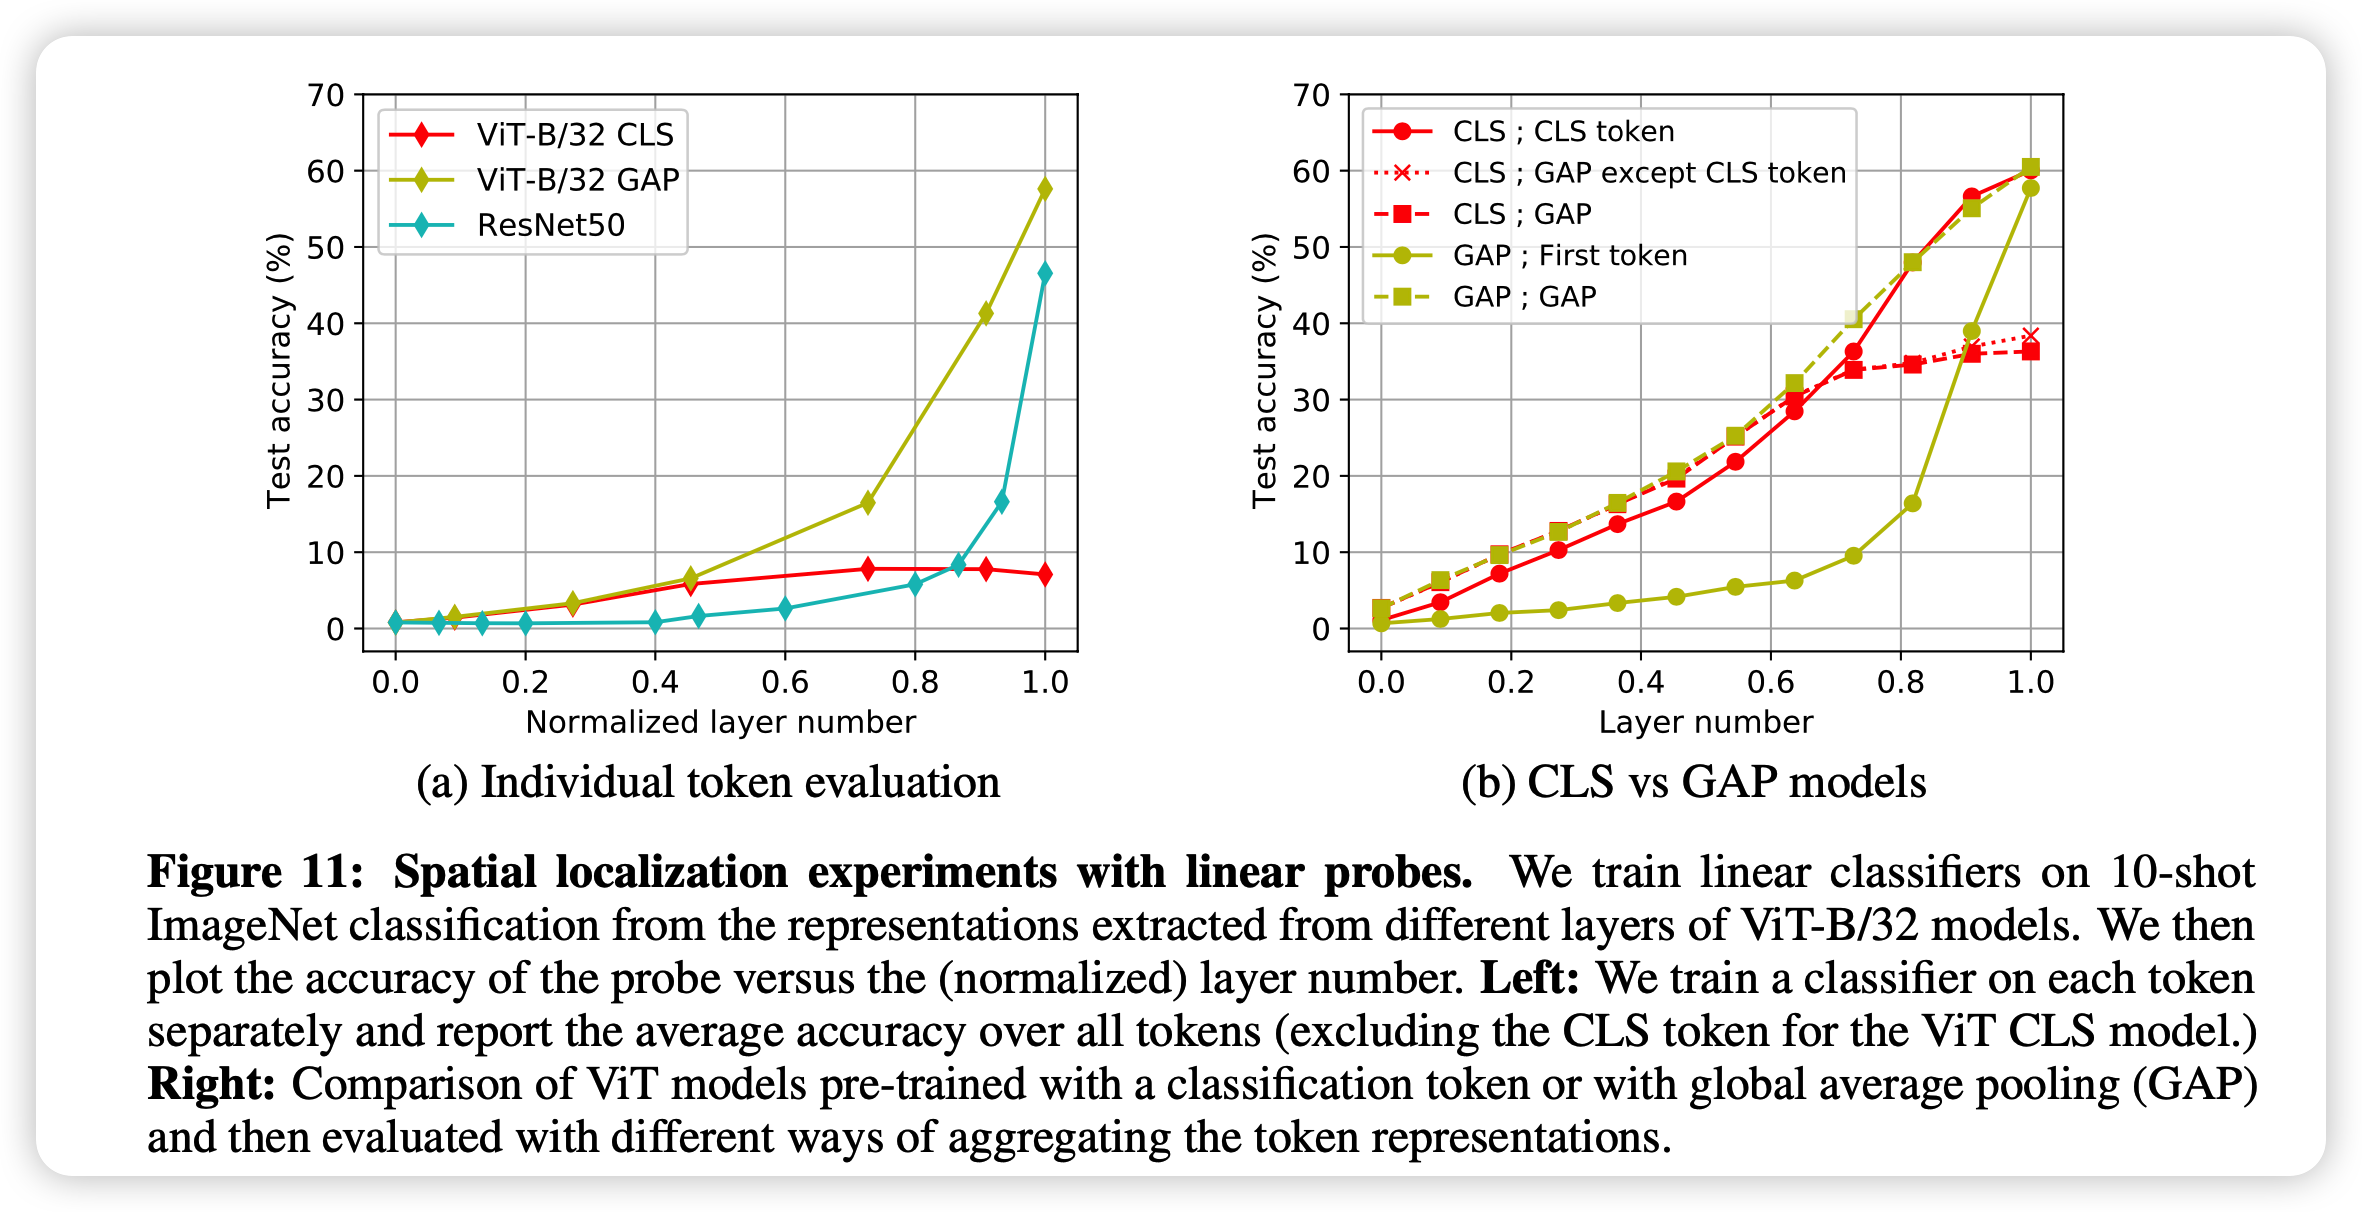 70
60
50
40
30
20
10
0
Test accuracy (%)
ViT-B/32 CLS
ViT-B/32 GAP
ResNet50
0.0 0.2 0.4 0.6 0.8 1.0
Normalized layer number
(a) Individual token evaluation
70
60
50
40
30
20
10
0
Test accuracy (%)
CLS ; CLS token
CLS ; GAP except CLS token
CLS ; GAP
GAP ; First token
GAP ; GAP
0.0 0.2 0.4 0.6 0.8 1.0
Layer number
(b) CLS vs GAP models
Figure 11: Spatial localization experiments with linear probes. We train linear classifiers on 10-shot
ImageNet classification from the representations extracted from different layers of ViT-B/32 models. We then
plot the accuracy of the probe versus the (normalized) layer number. Left: We train a classifier on each token
separately and report the average accuracy over all tokens (excluding the CLS token for the ViT CLS model.)
Right: Comparison of ViT models pre-trained with a classification token or with global average pooling (GAP)
and then evaluated with different ways of aggregating the token representations.